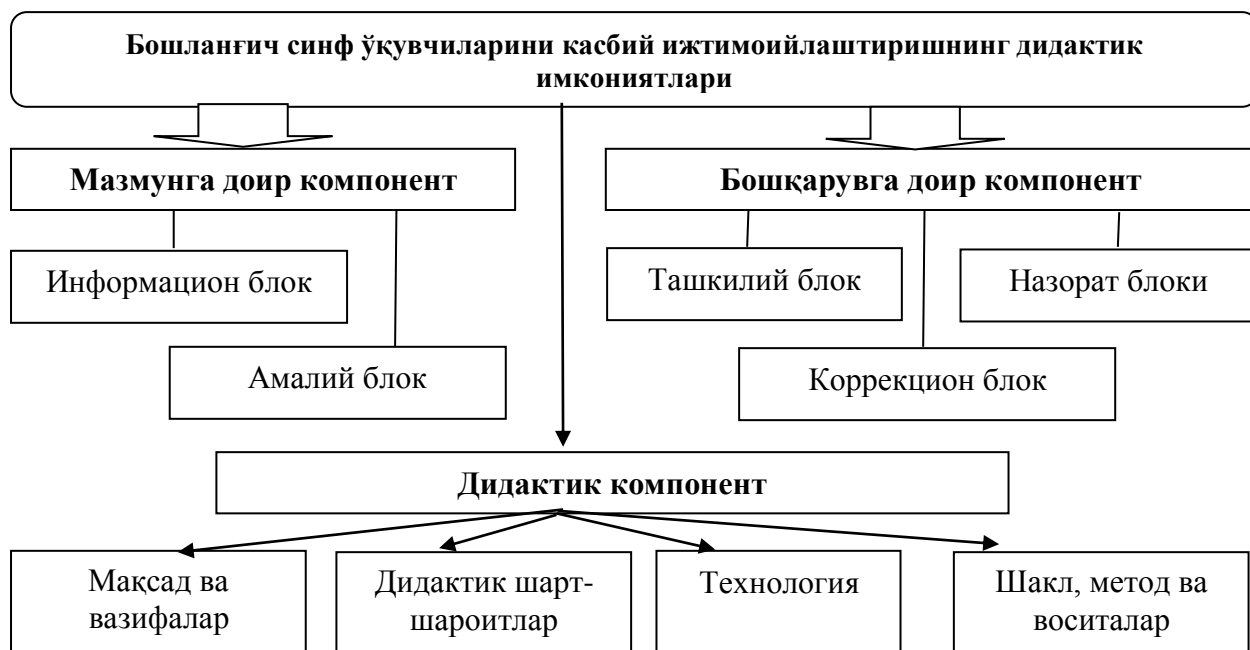 Бошланғич синф ўқувчиларини касбий ижтимоийлаштиришнинг дидактик
имкониятлари
Мазмунга доир компонент
Бошқарувга доир компонент
Информацион блок
Ташкилий блок
Назорат блоки
Амалий блок
Коррекцион блок
Дидактик компонент
Мақсад ва
вазифалар
Дидактик шарт-
шароитлар
Технология
Шакл, метод ва
воситалар